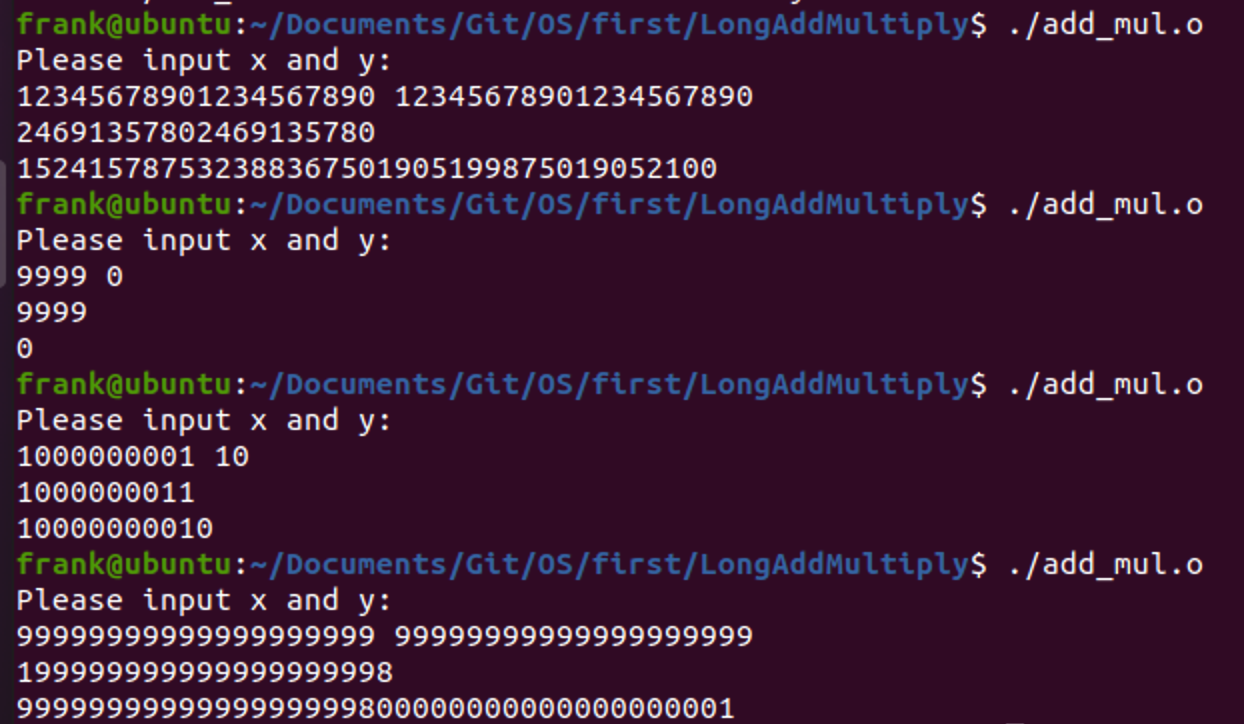 frank@ubuntu:~/Documents/Git/OS/first/LongAddMultiply$ ./add_mul.o
Please input x and y:
12345678901234567890 12345678901234567890
24691357802469135780
152415787532388367501905199875019052100
frank@ubuntu:~/Documents/Git/OS/first/LongAddMultiply$ ./add_mul.o
Please input x and y:
9999 0
9999
0
frank@ubuntu:~/Documents/Git/OS/first/LongAddMultiply$ ./add_mul.o
Please input x and y:
1000000001 10
1000000011
10000000010
frank@ubuntu:~/Documents/Git/OS/first/LongAddMultiply$ ./add_mul.o
Please input x and y:
99999999999999999999 99999999999999999999
199999999999999999998
9999999999999999999800000000000000000001